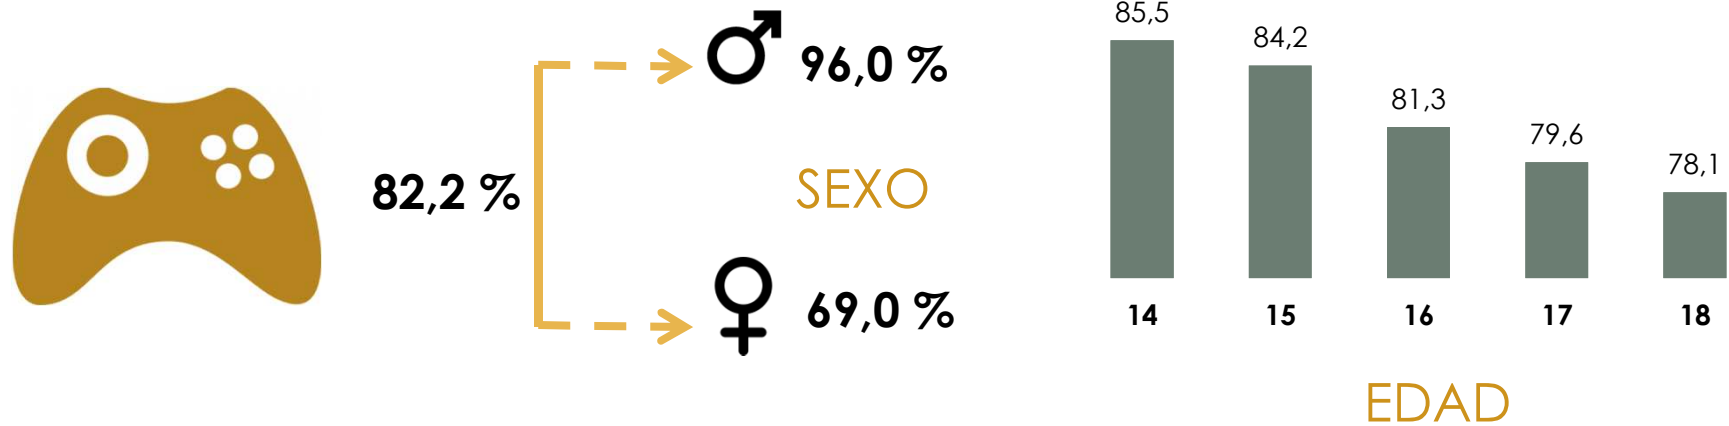 82,2 %
96,0 %
SEXO
69,0 %
85,5
84,2
81,3
79,6
78,1
14 15 16 17 18
EDAD